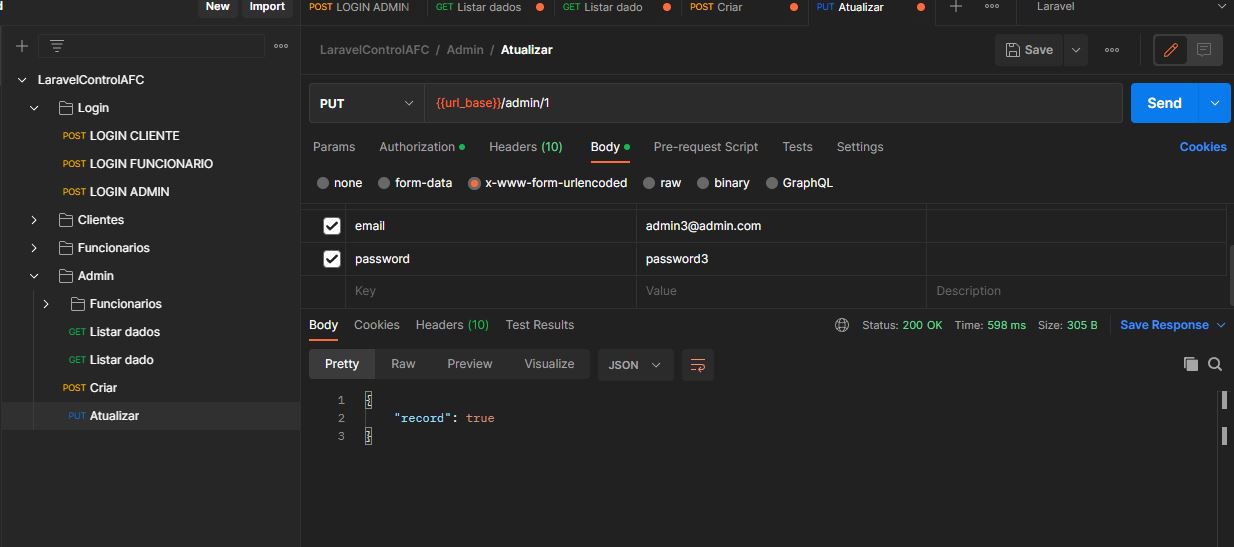 d New Import POST LOGIN ADMIN GET Listar dados GET Listar dado POST Criar PUT Atualizar Laravel
LaravelControlAFC / Admin / Atualizar Save
LaravelControlAFC
Login
POST LOGIN CLIENTE
POST LOGIN FUNCIONARIO
POST LOGIN ADMIN
Clientes
Funcionarios
Admin
Funcionarios
GET Listar dados
GET Listar dado
POST Criar
PUT Atualizar
PUT {{url_base}}/admin/1 Send
Params Authorization Headers (10) Body Pre-request Script Tests Settings Cookies
none form-data x-www-form-urlencoded raw binary GraphQL
email admin3@admin.com
password password3
Key Value Description
Body Cookies Headers (10) Test Results Status: 200 OK Time: 598 ms Size: 305 B Save Response
Pretty Raw Preview Visualize JSON
1 {
2 "record": true
3 }